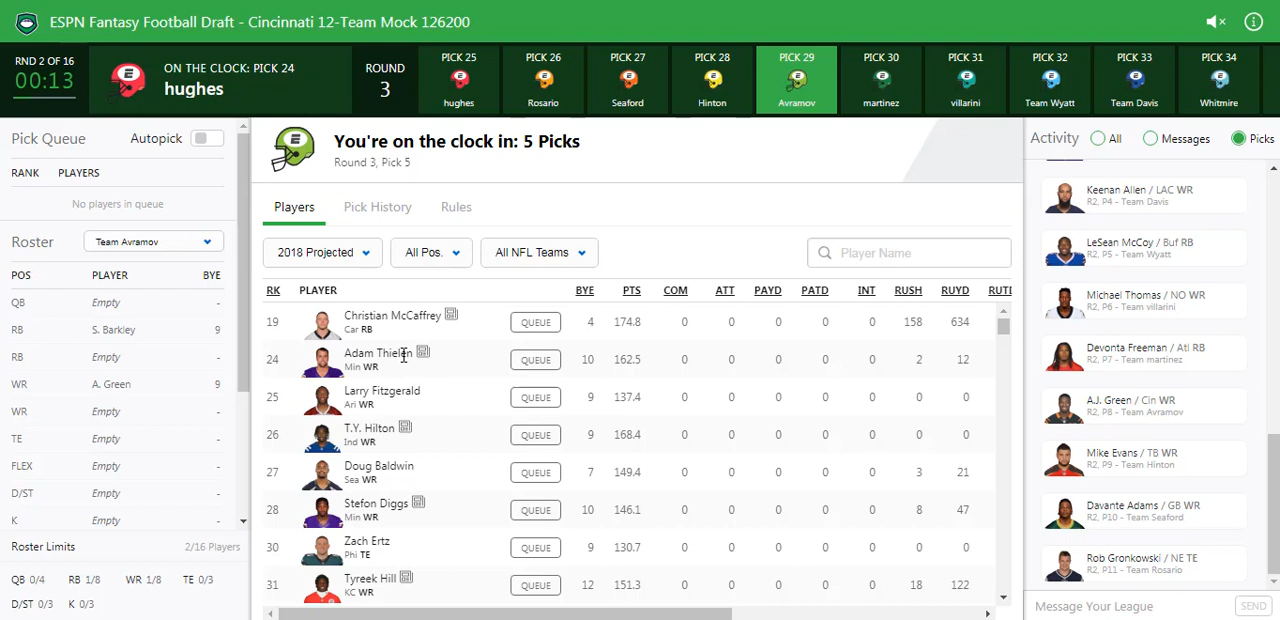 ESPN Fantasy Football Draft - Cincinnati 12-Team Mock 126200
RND 2 OF 16
00:13
ON THE CLOCK: PICK 24
hughes
ROUND
3
PICK 25
hughes
PICK 26
Rosario
PICK 27
Seaford
PICK 28
Hinton
PICK 29
Avramov
PICK 30
martinez
PICK 31
villarini
PICK 32
Team Wyatt
PICK 33
Team Davis
PICK 34
Whitmire
Pick Queue Autopick
RANK PLAYERS
No players in queue
Roster Team Avramov
POS PLAYER BYE
QB Empty -
RB S. Barkley 9
RB Empty -
WR A. Green 9
WR Empty -
TE Empty -
FLEX Empty -
D/ST Empty -
K Empty -
Roster Limits 2/16 Players
QB 0/4 RB 1/8 WR 1/8 TE 0/3
D/ST 0/3 K 0/3
You're on the clock in: 5 Picks
Round 3, Pick 5
Players Pick History Rules
2018 Projected All Pos. All NFL Teams Player Name
RK PLAYER BYE PTS COM ATT PAYD PATD INT RUSH RUYD RUTD
19 Christian McCaffrey Car RB QUEUE 4 174.8 0 0 0 0 0 158 634
24 Adam Thielen Min WR QUEUE 10 162.5 0 0 0 0 0 2 12
25 Larry Fitzgerald Ari WR QUEUE 9 137.4 0 0 0 0 0 0 0
26 T.Y. Hilton Ind WR QUEUE 9 168.4 0 0 0 0 0 0 0
27 Doug Baldwin Sea WR QUEUE 7 149.4 0 0 0 0 0 3 21
28 Stefon Diggs Min WR QUEUE 10 146.1 0 0 0 0 0 8 47
30 Zach Ertz Phi TE QUEUE 9 130.7 0 0 0 0 0 0 0
31 Tyreek Hill KC WR QUEUE 12 151.3 0 0 0 0 0 18 122
Activity All Messages Picks
Keenan Allen / LAC WR
R2, P4 - Team Davis
LeSean McCoy / Buf RB
R2, P5 - Team Wyatt
Michael Thomas / NO WR
R2, P6 - Team villarini
Devonta Freeman / Atl RB
R2, P7 - Team martinez
A.J. Green / Cin WR
R2, P8 - Team Avramov
Mike Evans / TB WR
R2, P9 - Team Hinton
Davante Adams / GB WR
R2, P10 - Team Seaford
Rob Gronkowski / NE TE
R2, P11 - Team Rosario
Message Your League SEND